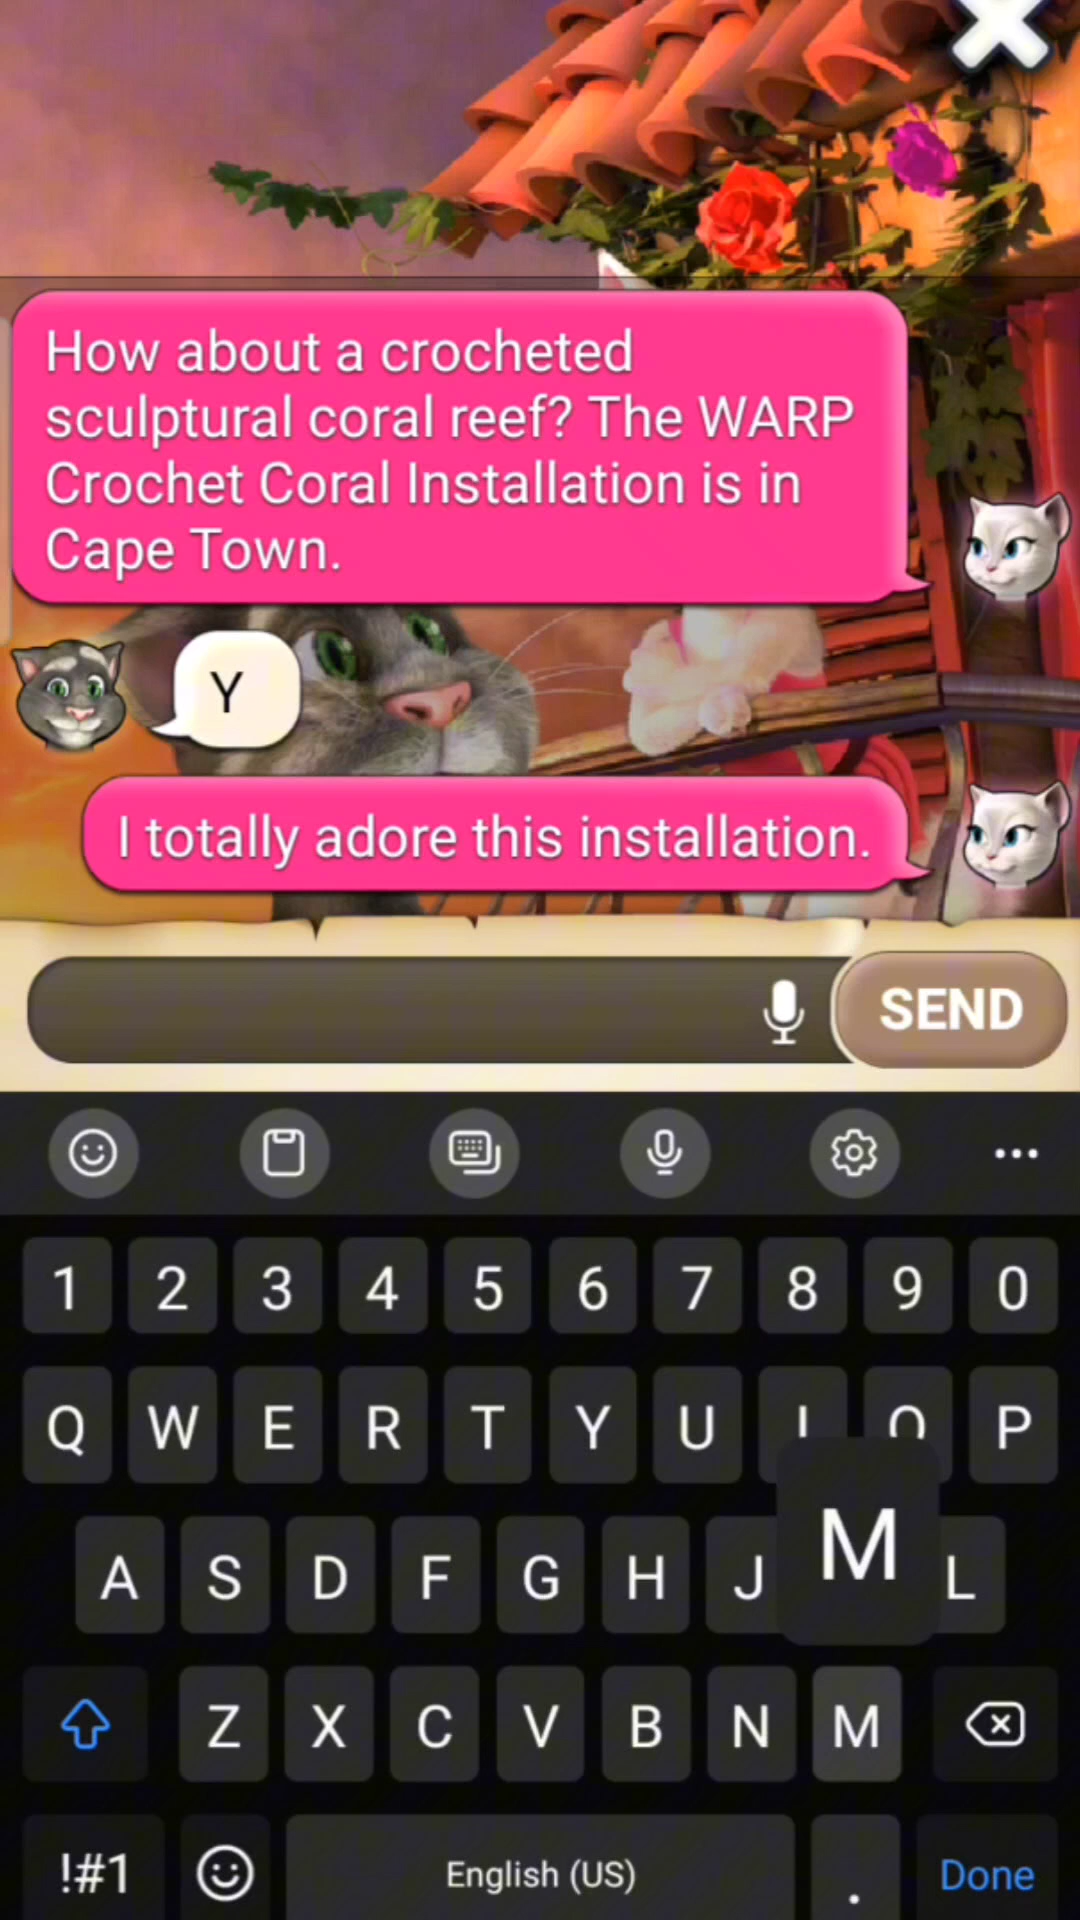 How about a crocheted
sculptural coral reef? The WARP
Crochet Coral Installation is in
Cape Town.
Y
I totally adore this installation.
SEND
1 2 3 4 5 6 7 8 9 0
Q W E R T Y U I O P
A S D F G H J M L
Z X C V B N M
!#1 English (US) . Done